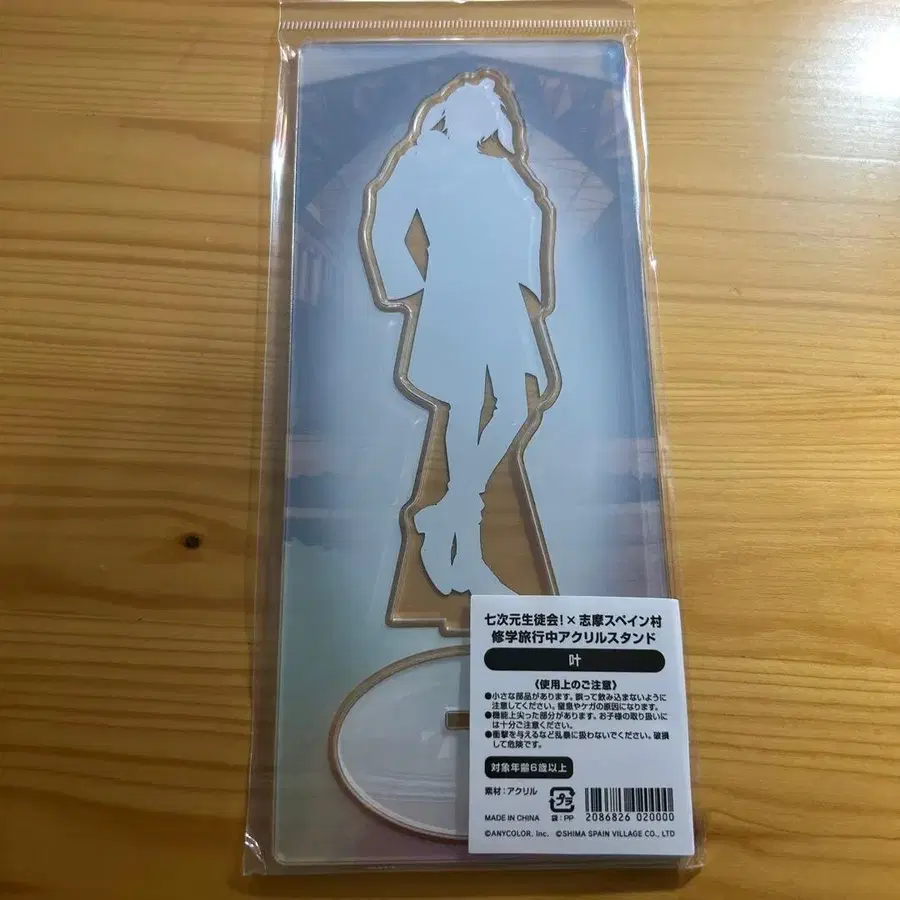 七次元生徒会!×志摩スペイン村
修学旅行中アクリルスタンド
叶
〈使用上のご注意〉
●小さな部品があります。誤って飲み込まないように
注意してください。窒息やケガの原因になります。
●機能上尖った部分があります。お子様の取り扱いに
は十分ご注意ください。
●衝撃を与えるなど乱暴に扱わないでください。破損
して危険です。
対象年齢6歳以上
素材:アクリル
プラ
袋:PP
MADE IN CHINA
2086826 020000
©ANYCOLOR, Inc. ©SHIMA SPAIN VILLAGE CO., LTD